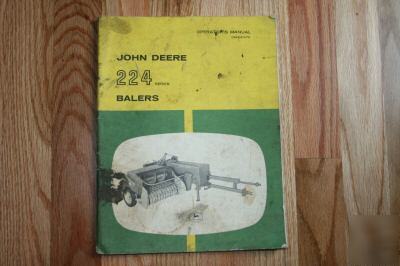 OPERATOR'S MANUAL
JOHN DEERE
224 SERIES
BALERS